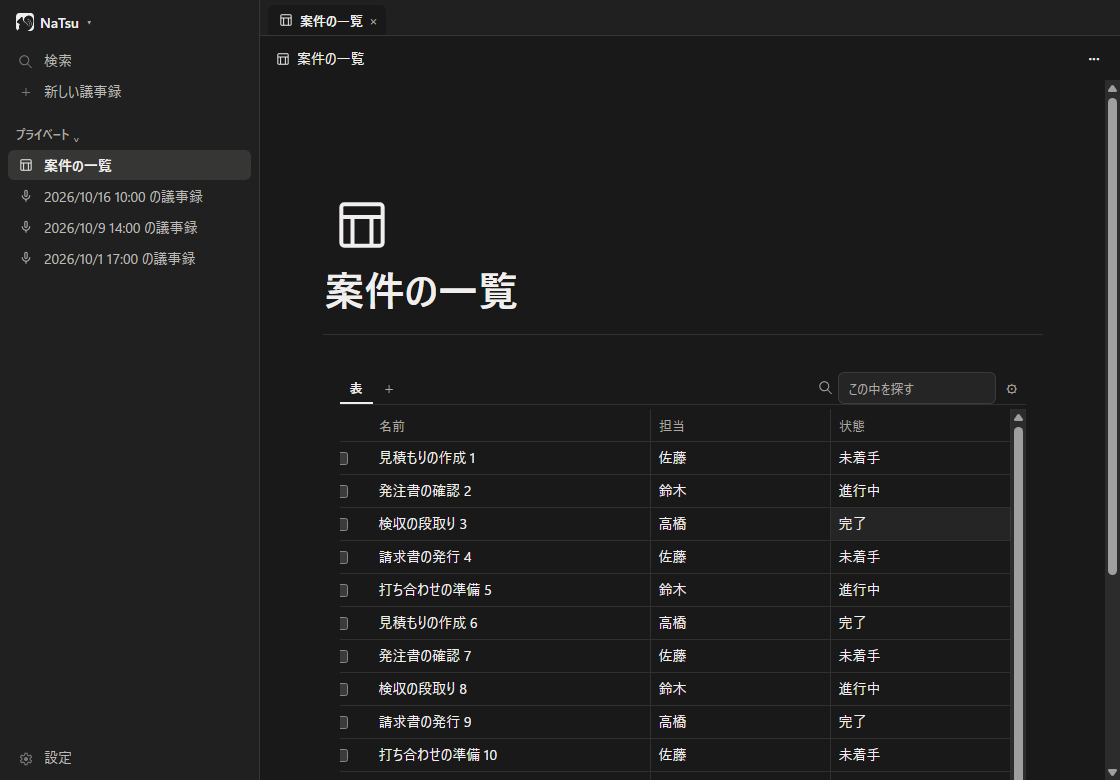 NaTsu
検索
新しい議事録
プライベート
案件の一覧
2026/10/16 10:00 の議事録
2026/10/9 14:00 の議事録
2026/10/1 17:00 の議事録
設定
案件の一覧 ×
案件の一覧
案件の一覧
表 +
この中を探す
名前 担当 状態
見積もりの作成 1 佐藤 未着手
発注書の確認 2 鈴木 進行中
検収の段取り 3 高橋 完了
請求書の発行 4 佐藤 未着手
打ち合わせの準備 5 鈴木 進行中
見積もりの作成 6 高橋 完了
発注書の確認 7 佐藤 未着手
検収の段取り 8 鈴木 進行中
請求書の発行 9 高橋 完了
打ち合わせの準備 10 佐藤 未着手